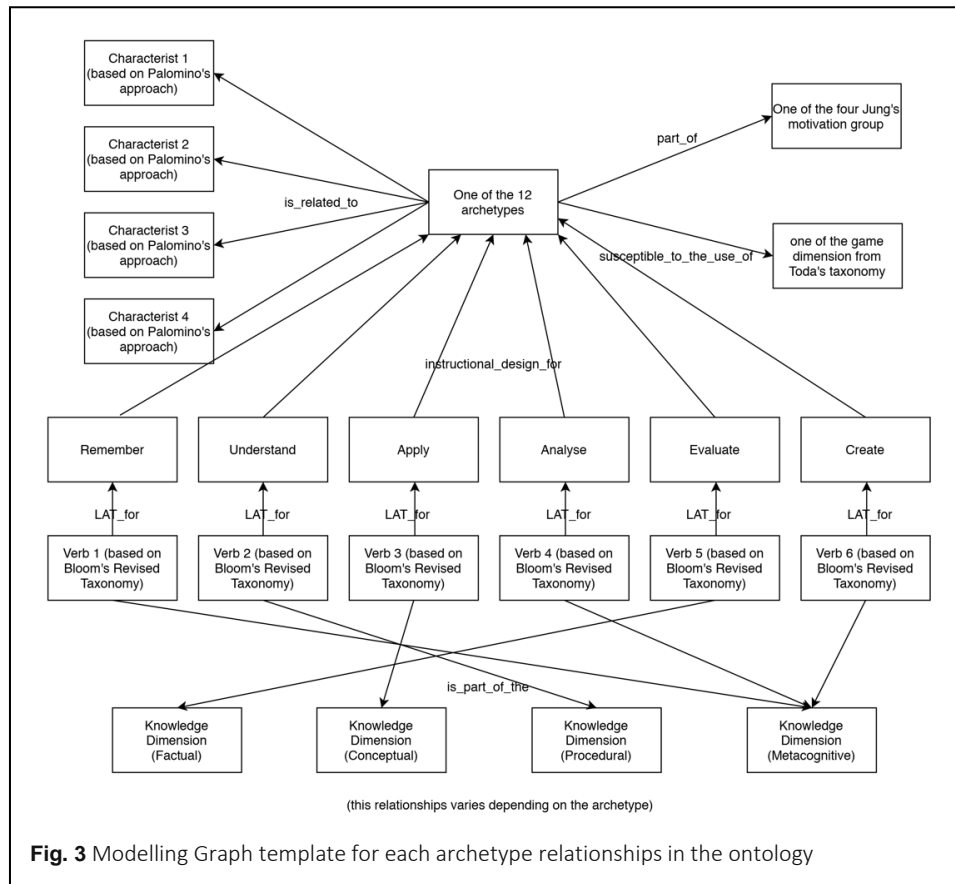 Characterist 1
(based on Palomino's
approach)
Characterist 2
(based on Palomino's
approach)
Characterist 3
(based on Palomino's
approach)
Characterist 4
(based on Palomino's
approach)
is_related_to
One of the 12
archetypes
part_of
One of the four Jung's
motivation group
susceptible_to_the_use_of
one of the game
dimension from
Toda's taxonomy
instructional_design_for
Remember
Understand
Apply
Analyse
Evaluate
Create
LAT_for
LAT_for
LAT_for
LAT_for
LAT_for
LAT_for
Verb 1 (based on
Bloom's Revised
Taxonomy)
Verb 2 (based on
Bloom's Revised
Taxonomy)
Verb 3 (based on
Bloom's Revised
Taxonomy)
Verb 4 (based on
Bloom's Revised
Taxonomy)
Verb 5 (based on
Bloom's Revised
Taxonomy)
Verb 6 (based on
Bloom's Revised
Taxonomy)
is_part_of_the
Knowledge
Dimension
(Factual)
Knowledge
Dimension
(Conceptual)
Knowledge
Dimension
(Procedural)
Knowledge
Dimension
(Metacognitive)
(this relationships varies depending on the archetype)
Fig. 3 Modelling Graph template for each archetype relationships in the ontology